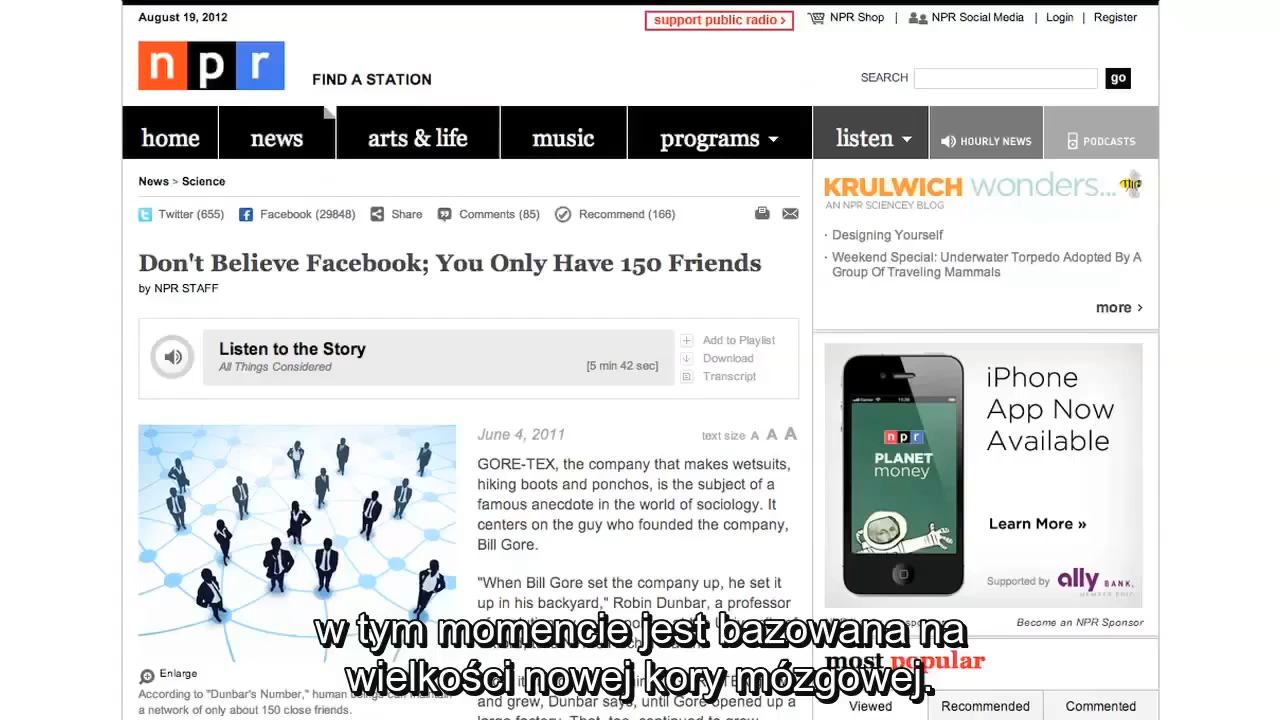 August 19, 2012
support public radio ›
NPR Shop | NPR Social Media | Login | Register
npr
FIND A STATION
SEARCH
go
home
news
arts & life
music
programs
listen
HOURLY NEWS
PODCASTS
News > Science
Twitter (655)
Facebook (29848)
Share
Comments (85)
Recommend (166)
Don't Believe Facebook; You Only Have 150 Friends
by NPR STAFF
Listen to the Story
All Things Considered
[5 min 42 sec]
Add to Playlist
Download
Transcript
June 4, 2011
text size A A A
GORE-TEX, the company that makes wetsuits,
hiking boots and ponchos, is the subject of a
famous anecdote in the world of sociology. It
centers on the guy who founded the company,
Bill Gore.
"When Bill Gore set the company up, he set it
up in his backyard," Robin Dunbar, a professor
and grew, Dunbar says, until Gore opened up a
large factory. That, too, continued to grow
Enlarge
According to "Dunbar's Number," human
a network of only about 150 close friends.
KRULWICH wonders...
AN NPR SCIENCEY BLOG
· Designing Yourself
· Weekend Special: Underwater Torpedo Adopted By A
Group Of Traveling Mammals
more ›
npr
PLANET
money
iPhone
App Now
Available
Learn More »
Supported by ally BANK.
Become an NPR Sponsor
most popular
Viewed
Recommended
Commented
w tym momencie jest bazowana na
wielkości nowej kory mózgowej.